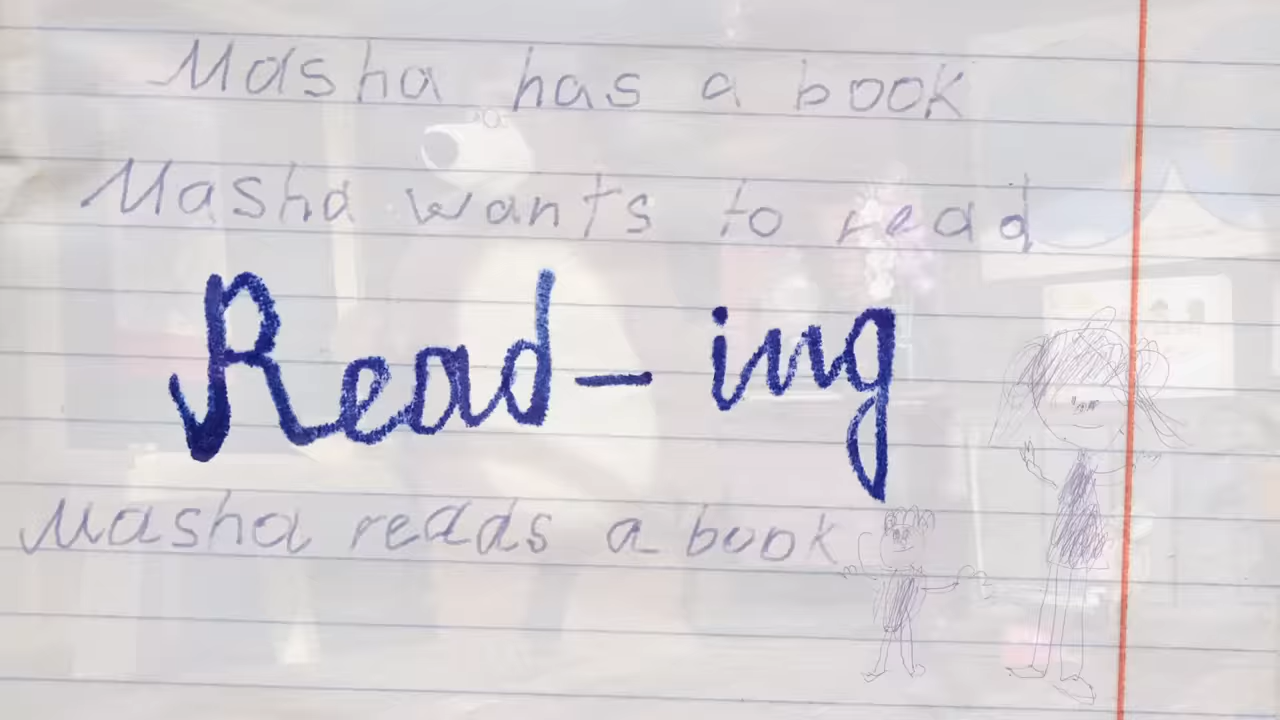 Masha has a book
Masha wants to read
Read- ing
Masha reads a book